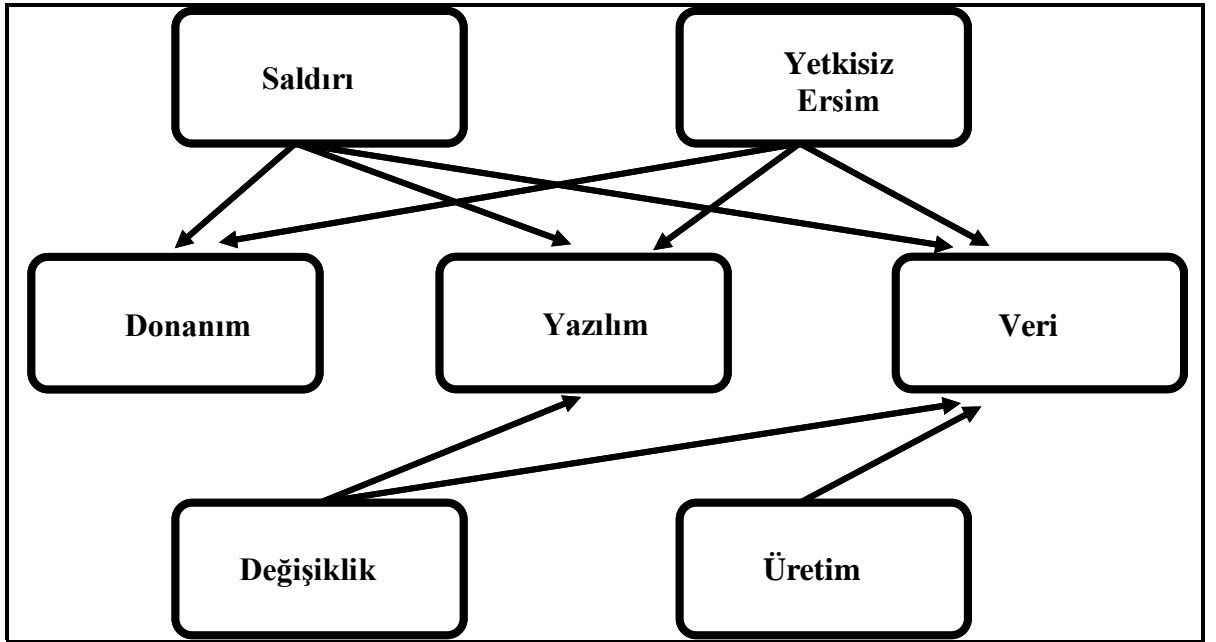 Saldırı
Yetkisiz
Ersim
Donanım
Yazılım
Veri
Değişiklik
Üretim